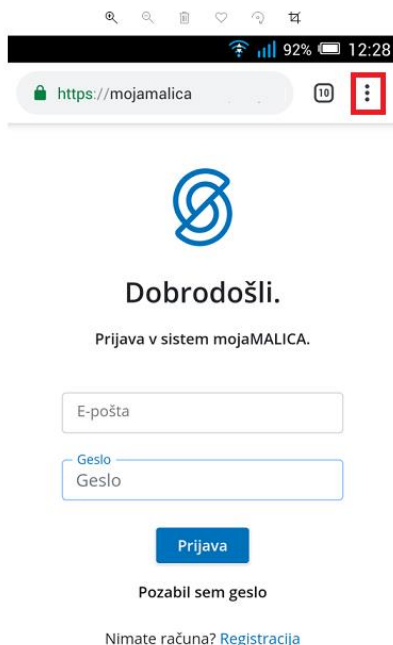 92% 12:28
https://mojamalica 10
Dobrodošli.
Prijava v sistem mojaMALICA.
E-pošta
Geslo
Geslo
Prijava
Pozabil sem geslo
Nimate računa? Registracija